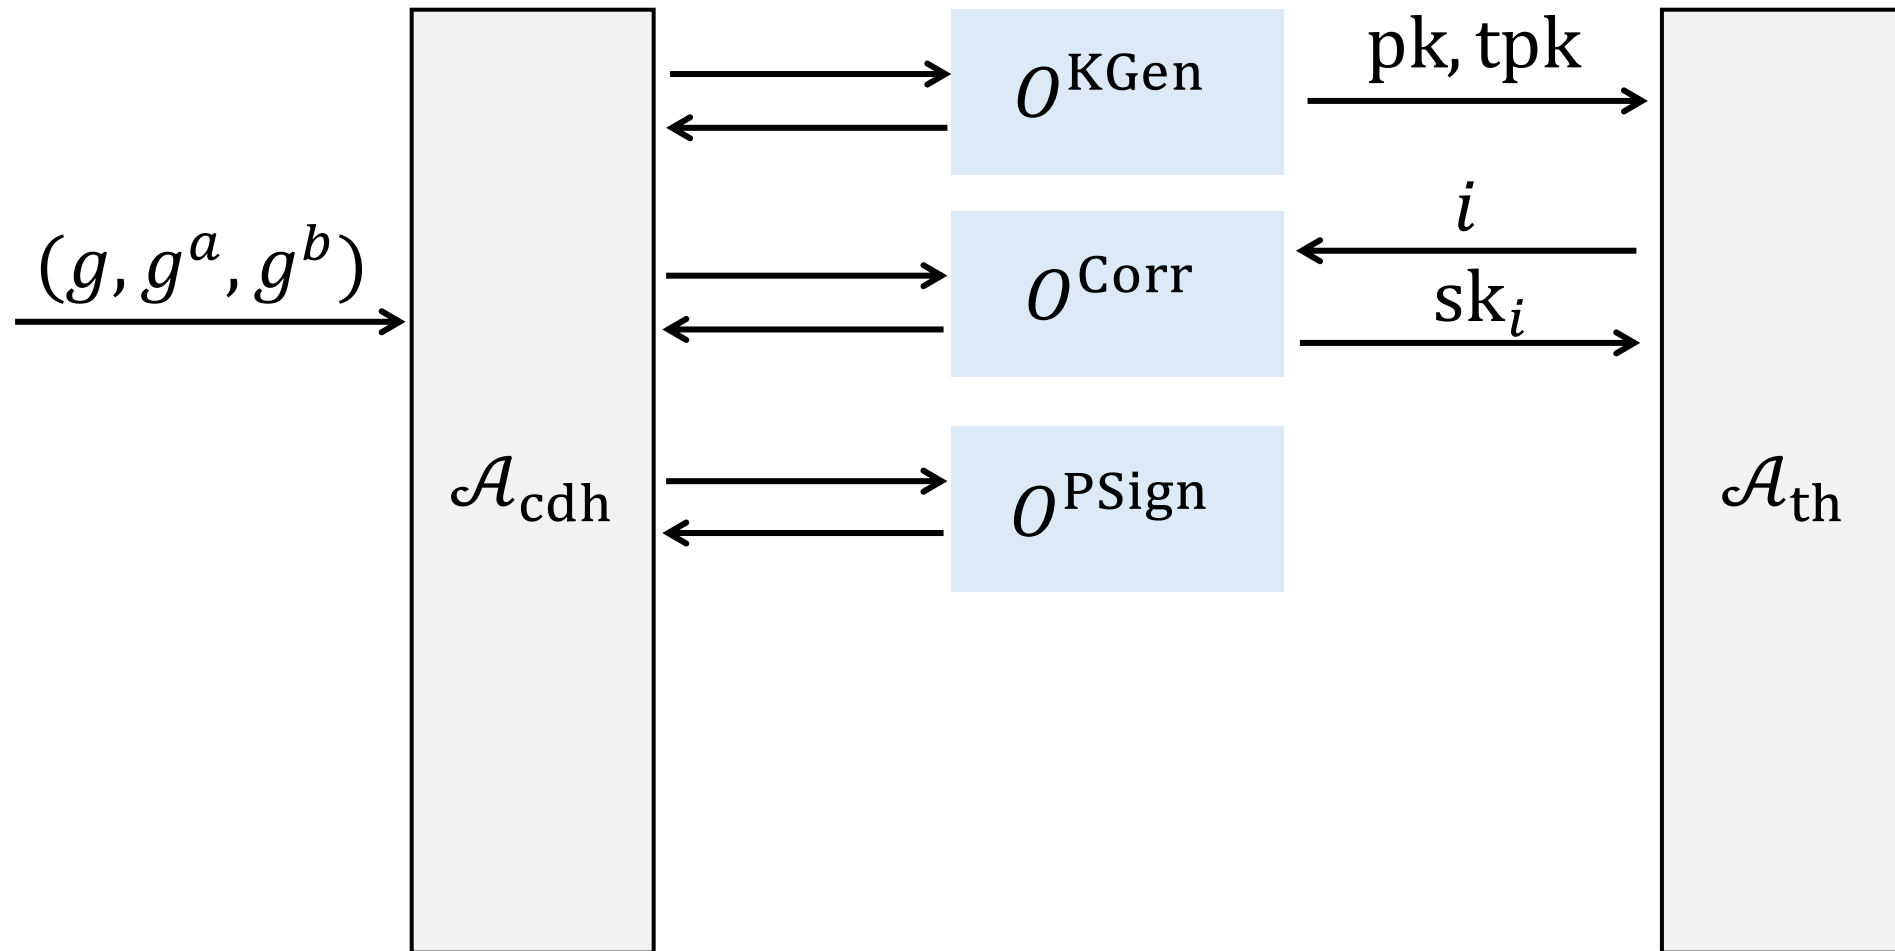 O^KGen
pk, tpk
(g, g^a, g^b)
O^Corr
i
sk_i
𝒜_cdh
O^PSign
𝒜_th